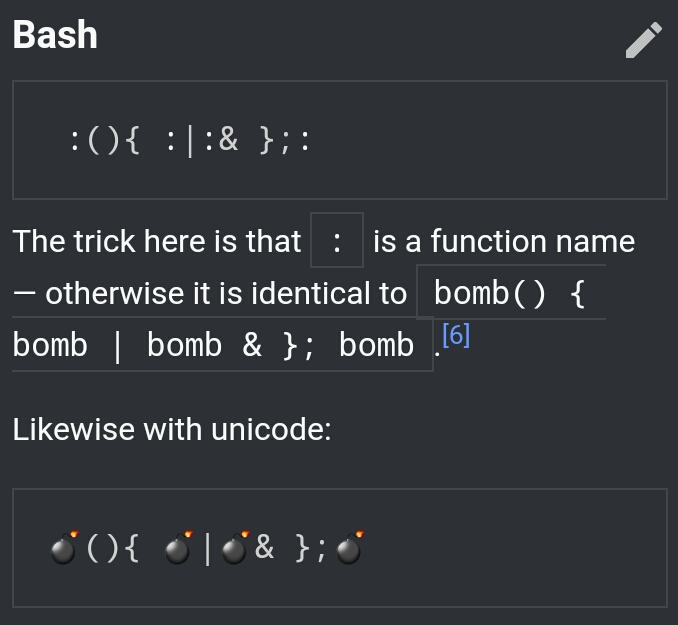 Bash
:(){ :|:& };:
The trick here is that : is a function name
— otherwise it is identical to bomb() {
bomb | bomb & }; bomb .[6]
Likewise with unicode:
💣(){ 💣|💣& };💣